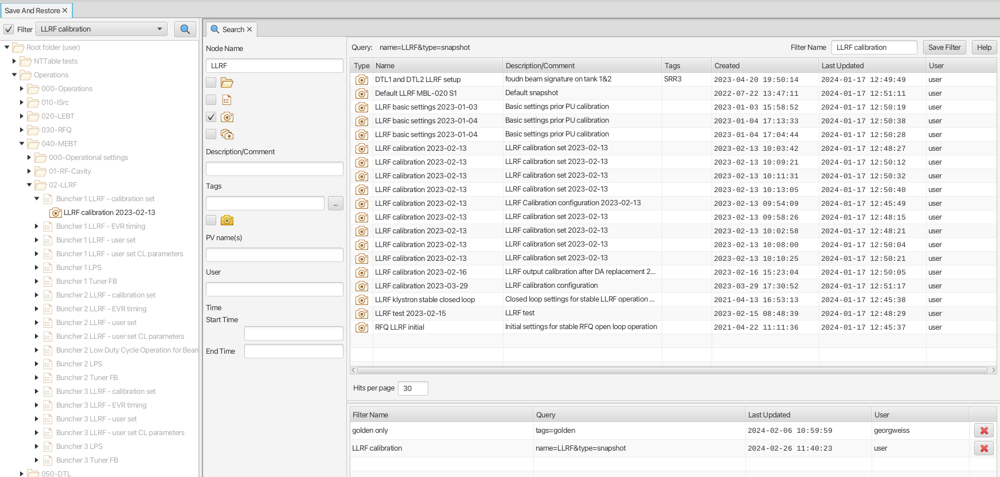 Save And Restore
Filter
LLRF calibration
Root folder (user)
NTTable tests
Operations
000-Operations
010-ISrc
020-LEBT
030-RFQ
040-MEBT
000-Operational settings
01-RF-Cavity
02-LLRF
Buncher 1 LLRF - calibration set
LLRF calibration 2023-02-13
Buncher 1 LLRF - EVR timing
Buncher 1 LLRF - user set
Buncher 1 LLRF - user set CL parameters
Buncher 1 LPS
Buncher 1 Tuner FB
Buncher 2 LLRF - calibration set
Buncher 2 LLRF - EVR timing
Buncher 2 LLRF - user set
Buncher 2 LLRF - user set CL parameters
Buncher 2 Low Duty Cycle Operation for Bean
Buncher 2 LPS
Buncher 2 Tuner FB
Buncher 3 LLRF - calibration set
Buncher 3 LLRF - EVR timing
Buncher 3 LLRF - user set
Buncher 3 LLRF - user set CL parameters
Buncher 3 LPS
Buncher 3 Tuner FB
050-DTL
Search
Node Name
LLRF
Description/Comment
Tags
...
PV name(s)
User
Time
Start Time
End Time
Query: name=LLRF&type=snapshot
Filter Name LLRF calibration Save Filter Help
Type Name Description/Comment Tags Created Last Updated User
DTL1 and DTL2 LLRF setup foudn beam signature on tank 1&2 SRR3 2023-04-20 19:50:14 2024-01-17 12:49:49 user
Default LLRF MBL-020 S1 Default snapshot 2022-07-22 13:47:11 2024-01-17 12:51:11 user
LLRF basic settings 2023-01-03 Basic settings prior PU calibration 2023-01-03 15:58:52 2024-01-17 12:50:19 user
LLRF basic settings 2023-01-04 Basic settings prior PU calibration 2023-01-04 17:13:33 2024-01-17 12:50:38 user
LLRF basic settings 2023-01-04 Basic settings prior PU calibration 2023-01-04 17:04:44 2024-01-17 12:50:28 user
LLRF calibration 2023-02-13 LLRF calibration set 2023-02-13 2023-02-13 10:03:42 2024-01-17 12:48:27 user
LLRF calibration 2023-02-13 LLRF calibration set 2023-02-13 2023-02-13 10:09:21 2024-01-17 12:50:12 user
LLRF calibration 2023-02-13 LLRF calibration set 2023-02-13 2023-02-13 10:11:31 2024-01-17 12:50:32 user
LLRF calibration 2023-02-13 LLRF calibration set 2023-02-13 2023-02-13 10:13:05 2024-01-17 12:50:40 user
LLRF calibration 2023-02-13 LLRF Calibration configuration 2023-02-13 2023-02-13 09:54:09 2024-01-17 12:45:49 user
LLRF calibration 2023-02-13 LLRF calibration set 2023-02-13 2023-02-13 09:58:26 2024-01-17 12:48:15 user
LLRF calibration 2023-02-13 LLRF calibration set 2023-02-13 2023-02-13 10:02:58 2024-01-17 12:48:21 user
LLRF calibration 2023-02-13 LLRF calibration set 2023-02-13 2023-02-13 10:08:00 2024-01-17 12:50:04 user
LLRF calibration 2023-02-13 LLRF calibration set 2023-02-13 2023-02-13 10:10:25 2024-01-17 12:50:21 user
LLRF calibration 2023-02-16 LLRF output calibration after DA replacement 2... 2023-02-16 15:23:04 2024-01-17 12:50:05 user
LLRF calibration 2023-03-29 LLRF calibration configuration 2023-03-29 17:30:52 2024-01-17 12:51:17 user
LLRF klystron stable closed loop Closed loop settings for stable LLRF operation ... 2021-04-13 16:53:13 2024-01-17 12:45:38 user
LLRF test 2023-02-15 LLRF test 2023-02-15 08:48:39 2024-01-17 12:48:29 user
RFQ LLRF initial Initial settings for stable RFQ open loop operation 2021-04-22 11:11:36 2024-01-17 12:45:37 user
Hits per page 30
Filter Name Query Last Updated User
golden only tags=golden 2024-02-06 10:59:59 georgweiss
LLRF calibration name=LLRF&type=snapshot 2024-02-26 11:40:23 user